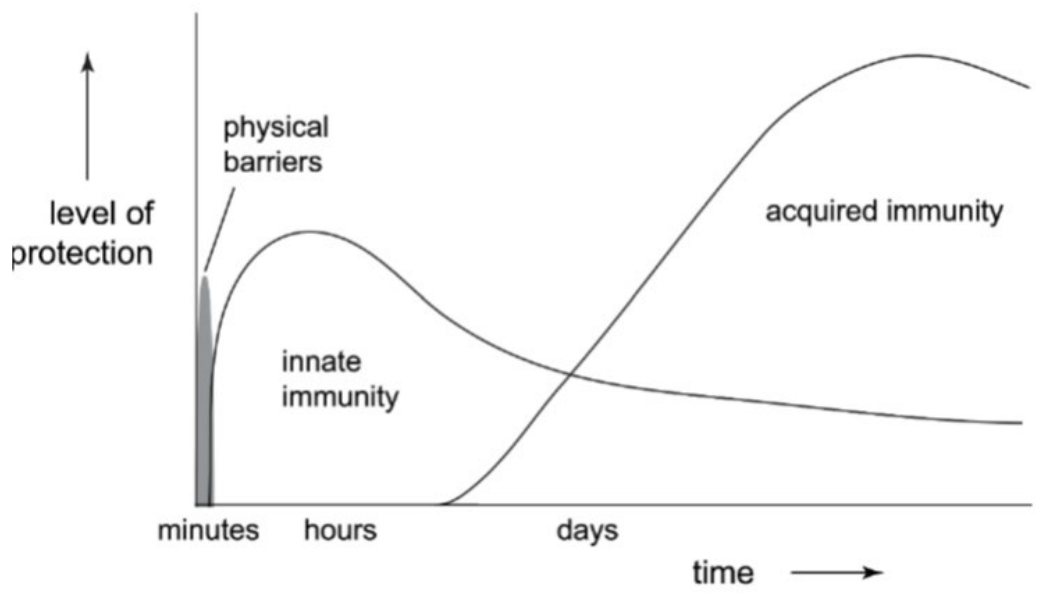 physical
barriers
level of
protection
acquired immunity
innate
immunity
minutes
hours
days
time